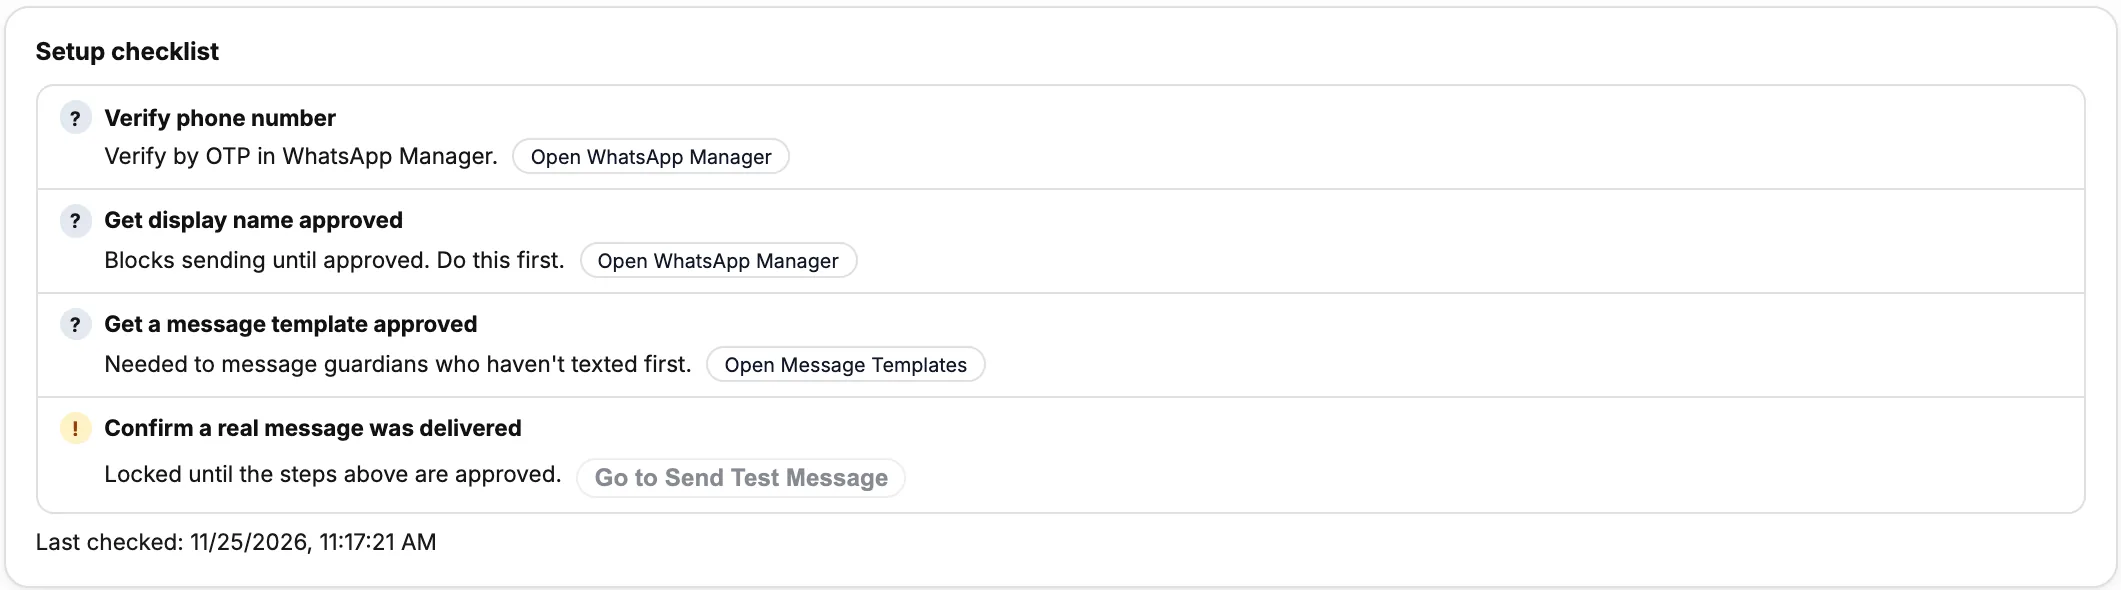 Setup checklist
? Verify phone number
Verify by OTP in WhatsApp Manager. Open WhatsApp Manager
? Get display name approved
Blocks sending until approved. Do this first. Open WhatsApp Manager
? Get a message template approved
Needed to message guardians who haven't texted first. Open Message Templates
! Confirm a real message was delivered
Locked until the steps above are approved. Go to Send Test Message
Last checked: 11/25/2026, 11:17:21 AM